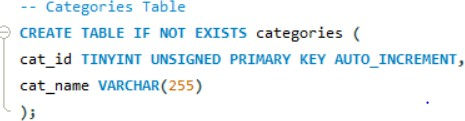 -- Categories Table
CREATE TABLE IF NOT EXISTS categories (
cat_id TINYINT UNSIGNED PRIMARY KEY AUTO_INCREMENT,
cat_name VARCHAR(255)
);